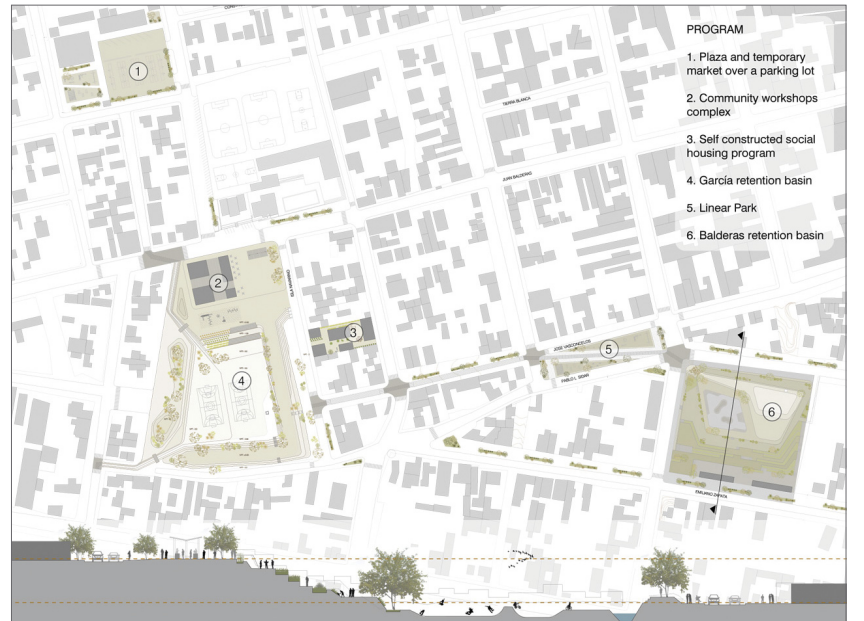 PROGRAM
1. Plaza and temporary
market over a parking lot
2. Community workshops
complex
3. Self constructed social
housing program
4. García retention basin
5. Linear Park
6. Balderas retention basin
1
TIERRA BLANCA
JUAN BALDERAS
2
ISLA MARIANO
3
JOSE VASCONCELOS
5
PABLO L. SIDAR
4
6
EMILIANO ZAPATA